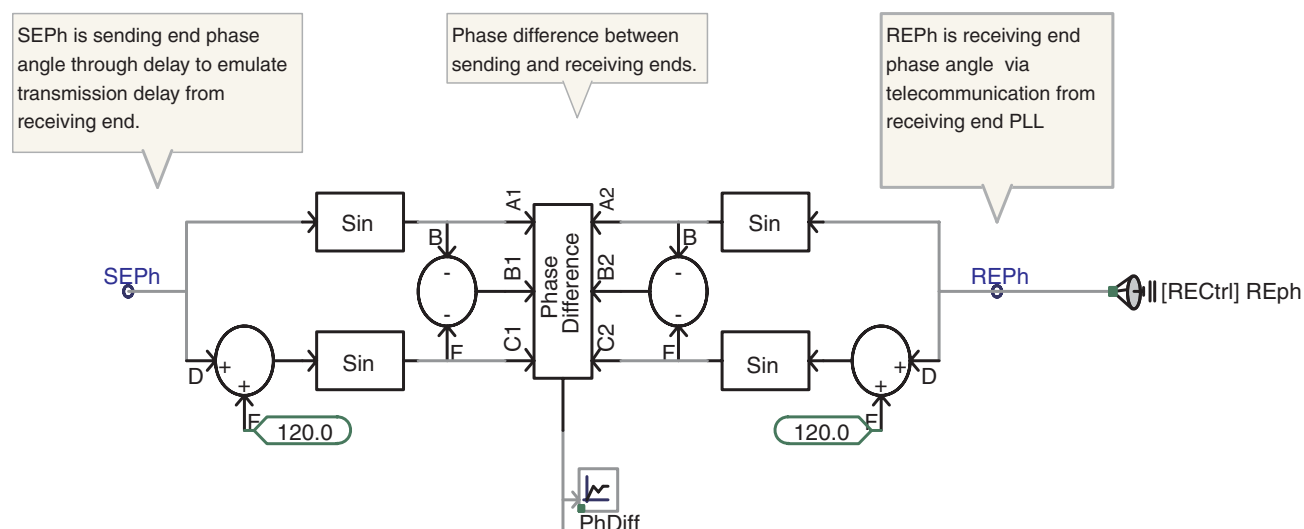 SEPh is sending end phase
angle through delay to emulate
transmission delay from
receiving end.
Phase difference between
sending and receiving ends.
REPh is receiving end
phase angle via
telecommunication from
receiving end PLL
Sin
A1
A2
Sin
B
B
-
-
SEPh
B1
Phase
Difference
B2
REPh
[RECtrl] REph
-
-
D
+
+
Sin
F
C1
C2
F
Sin
+
+
D
F
120.0
120.0
F
PhDiff